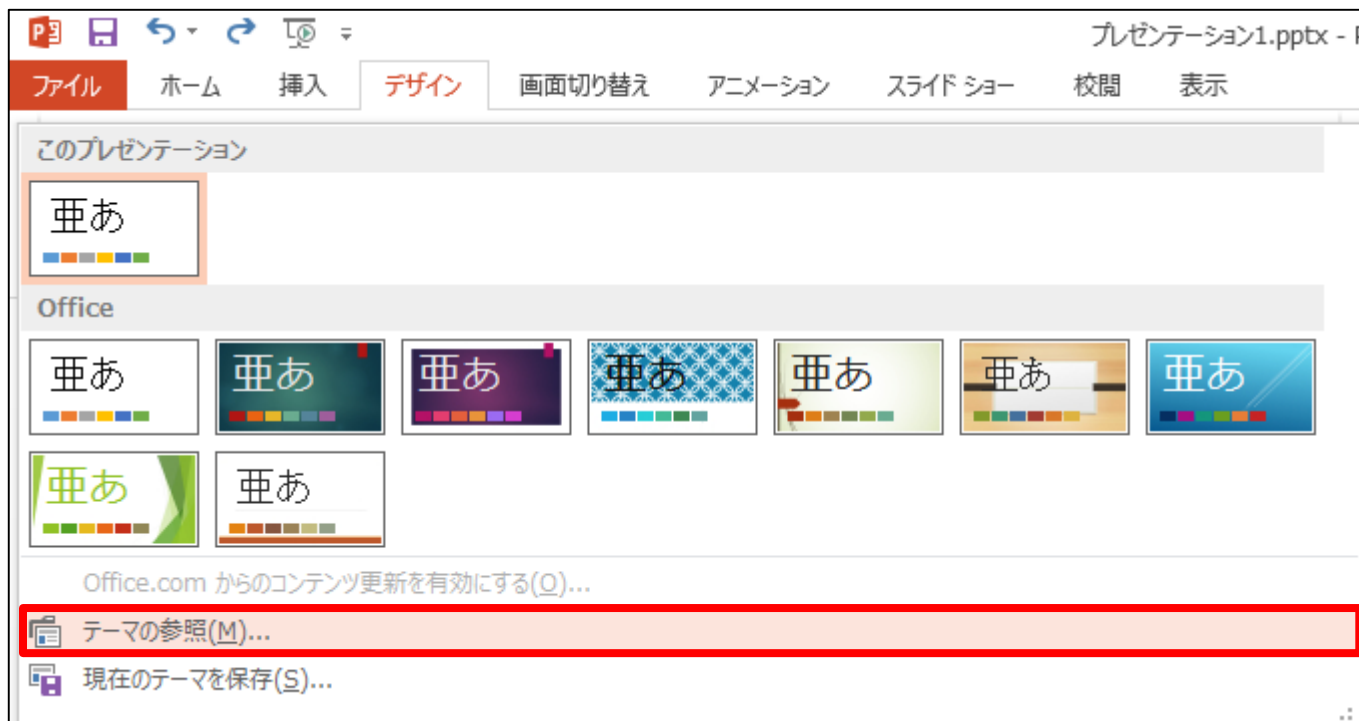 プレゼンテーション1.pptx -
ファイル ホーム 挿入 デザイン 画面切り替え アニメーション スライド ショー 校閲 表示
このプレゼンテーション
亜あ
Office
亜あ 亜あ 亜あ 亜あ 亜あ 亜あ 亜あ
亜あ 亜あ
Office.com からのコンテンツ更新を有効にする(O)...
テーマの参照(M)...
現在のテーマを保存(S)...